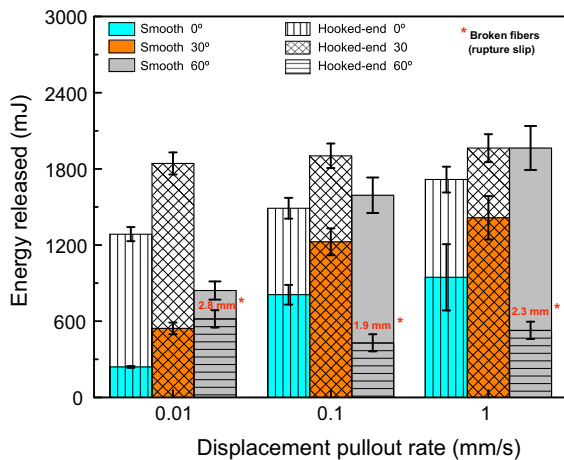 3000
2400
1800
1200
600
0
Energy released (mJ)
Smooth 0º
Smooth 30º
Smooth 60º
Hooked-end 0º
Hooked-end 30
Hooked-end 60º
* Broken fibers
(rupture slip)
2.8 mm *
1.9 mm *
2.3 mm *
0.01 0.1 1
Displacement pullout rate (mm/s)